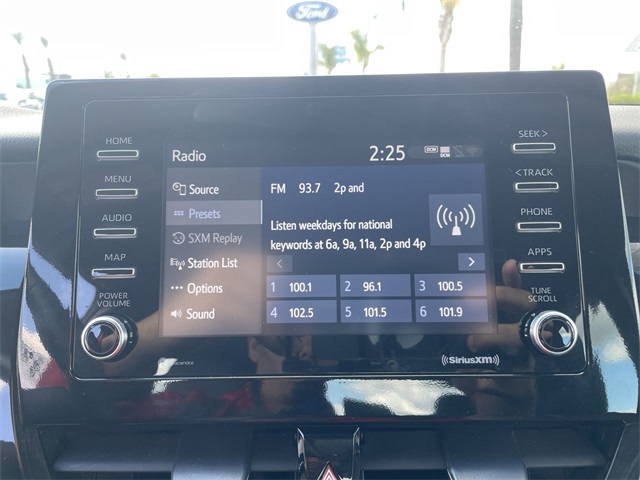 Ford
HOME
MENU
AUDIO
MAP
POWER
VOLUME
Radio
2:25
DCM
DCM
Source
Presets
SXM Replay
Station List
Options
Sound
FM 93.7 2p and
Listen weekdays for national
keywords at 6a, 9a, 11a, 2p and 4p
<
>
1 100.1
2 96.1
3 100.5
4 102.5
5 101.5
6 101.9
SEEK >
< TRACK
PHONE
APPS
TUNE
SCROLL
SiriusXM